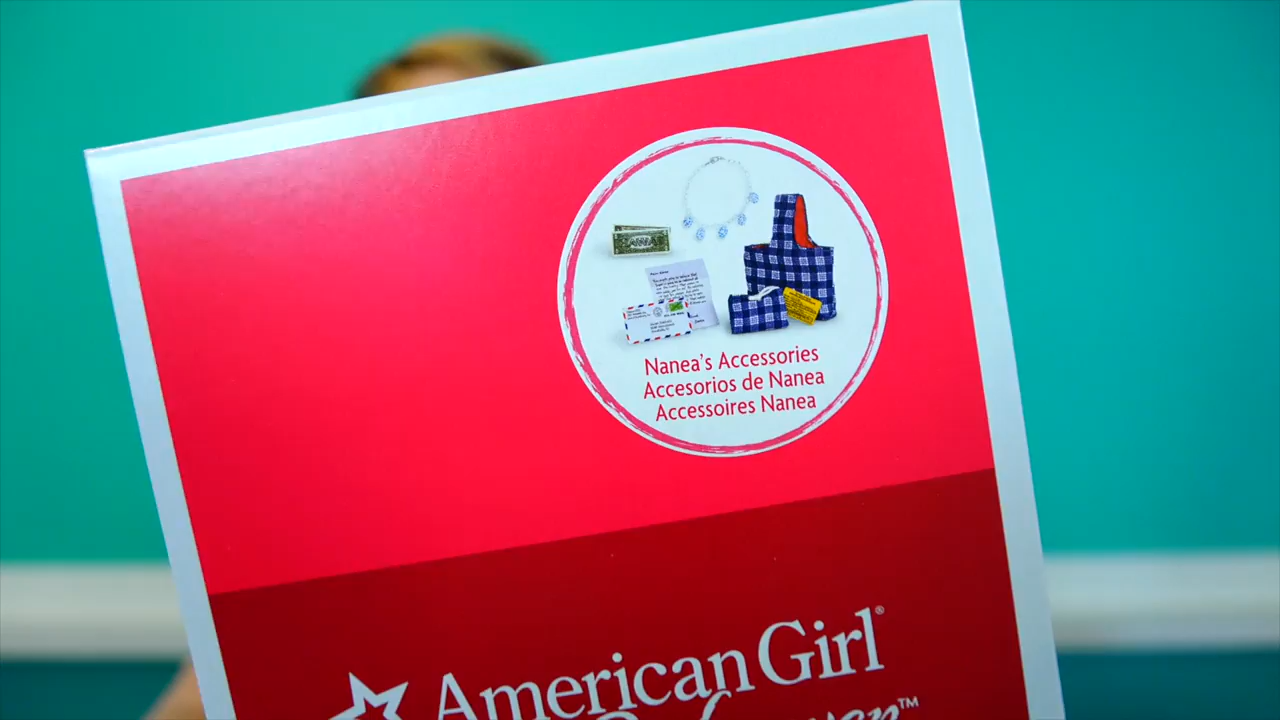 Nanea's Accessories
Accesorios de Nanea
Accessoires Nanea
American Girl®